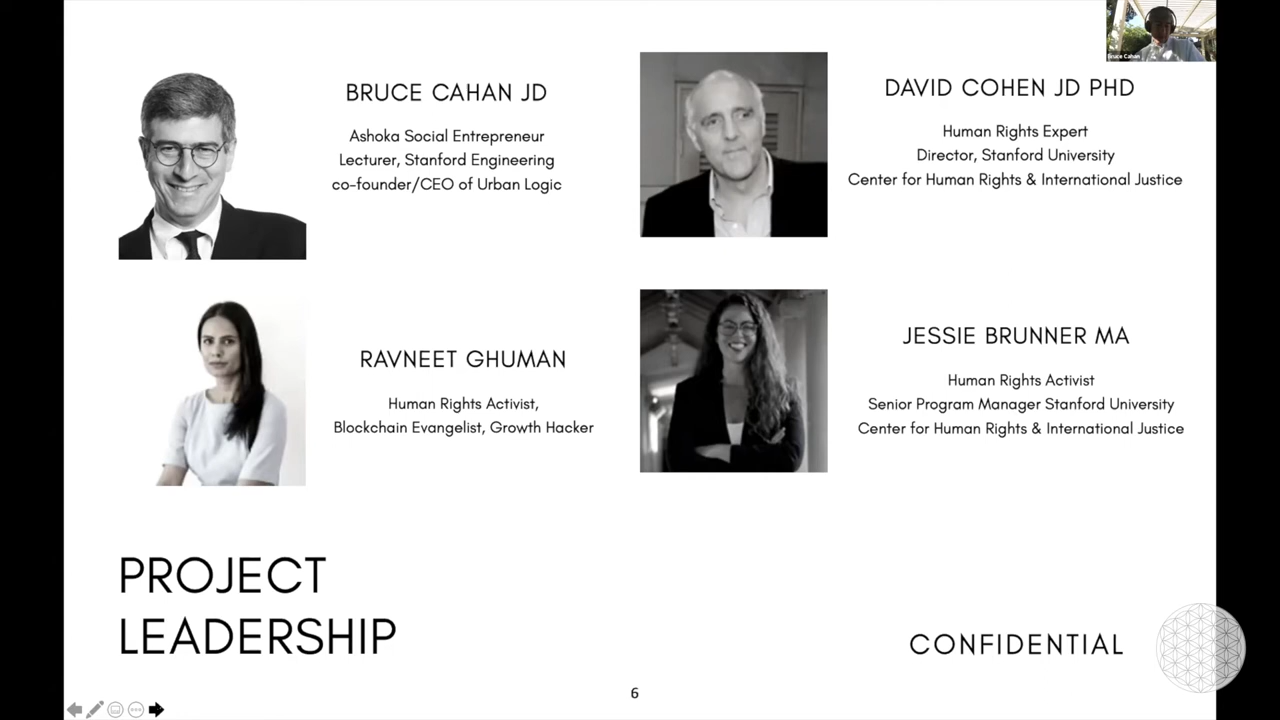 Bruce Cahan
BRUCE CAHAN JD
Ashoka Social Entrepreneur
Lecturer, Stanford Engineering
co-founder/CEO of Urban Logic
DAVID COHEN JD PHD
Human Rights Expert
Director, Stanford University
Center for Human Rights & International Justice
RAVNEET GHUMAN
Human Rights Activist,
Blockchain Evangelist, Growth Hacker
JESSIE BRUNNER MA
Human Rights Activist
Senior Program Manager Stanford University
Center for Human Rights & International Justice
PROJECT
LEADERSHIP
CONFIDENTIAL
6